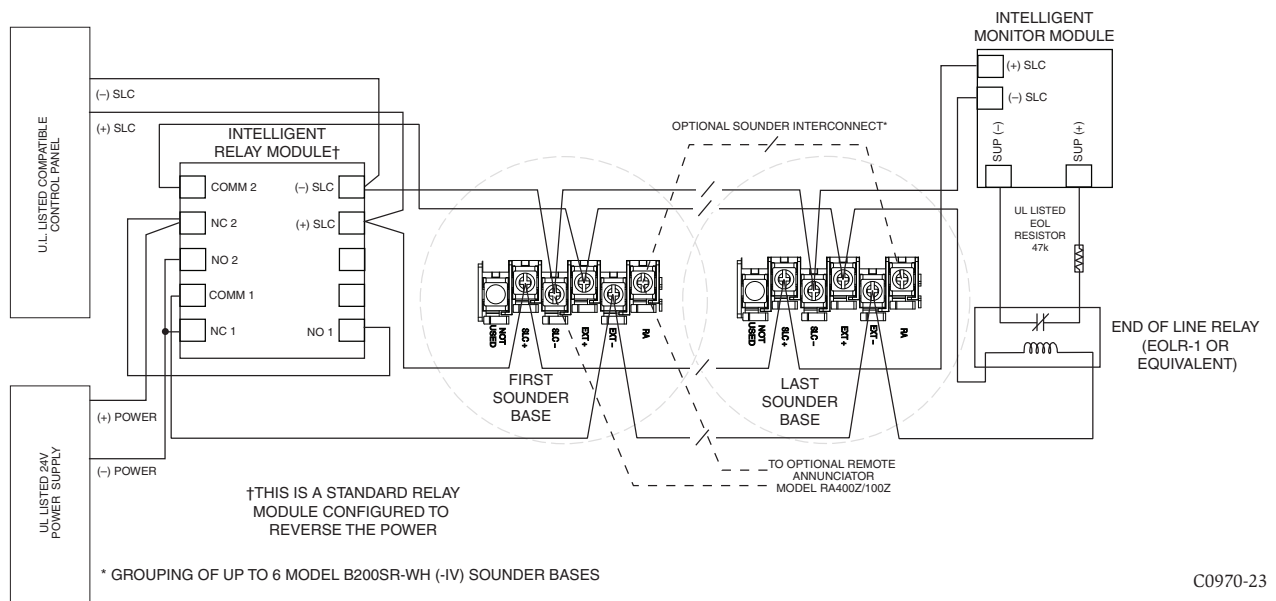 INTELLIGENT
MONITOR MODULE
(+) SLC
(–) SLC
SUP (–)
SUP (+)
U.L. LISTED COMPATIBLE
CONTROL PANEL
(–) SLC
(+) SLC
INTELLIGENT
RELAY MODULE†
COMM 2
(–) SLC
NC 2
(+) SLC
NO 2
COMM 1
NC 1
NO 1
OPTIONAL SOUNDER INTERCONNECT*
UL LISTED
EOL
RESISTOR
47k
NOT
USED
SLC +
SLC –
EXT +
EXT –
RA
NOT
USED
SLC +
SLC –
EXT +
EXT –
RA
END OF LINE RELAY
(EOLR-1 OR
EQUIVALENT)
FIRST
SOUNDER
BASE
LAST
SOUNDER
BASE
UL LISTED 24V
POWER SUPPLY
(+) POWER
(–) POWER
TO OPTIONAL REMOTE
ANNUNCIATOR
MODEL RA400Z/100Z
†THIS IS A STANDARD RELAY
MODULE CONFIGURED TO
REVERSE THE POWER
* GROUPING OF UP TO 6 MODEL B200SR-WH (-IV) SOUNDER BASES
C0970-23